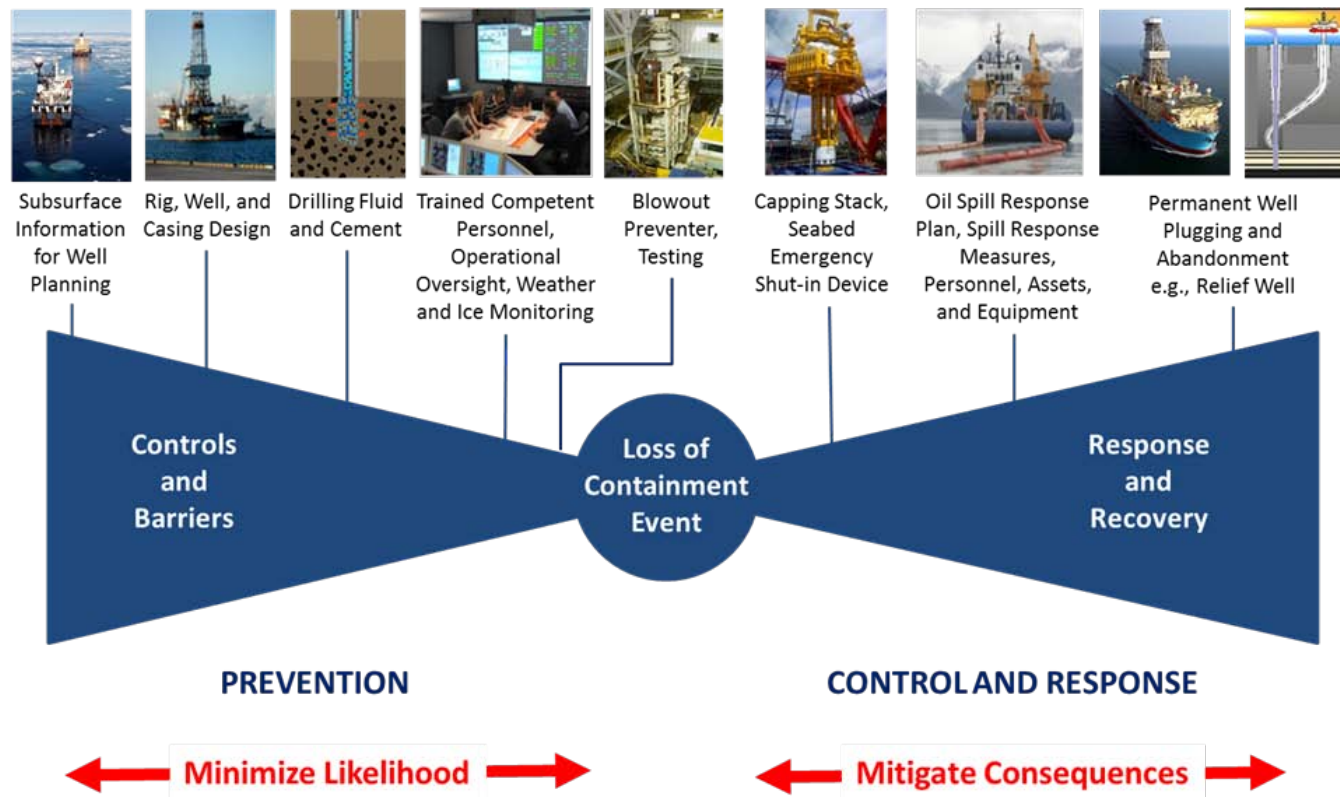 Subsurface
Information
for Well
Planning
Rig, Well, and
Casing Design
Drilling Fluid
and Cement
Trained Competent
Personnel,
Operational
Oversight, Weather
and Ice Monitoring
Blowout
Preventer,
Testing
Capping Stack,
Seabed
Emergency
Shut-in Device
Oil Spill Response
Plan, Spill Response
Measures,
Personnel, Assets,
and Equipment
Permanent Well
Plugging and
Abandonment
e.g., Relief Well
Controls
and
Barriers
Loss of
Containment
Event
Response
and
Recovery
PREVENTION
CONTROL AND RESPONSE
Minimize Likelihood
Mitigate Consequences